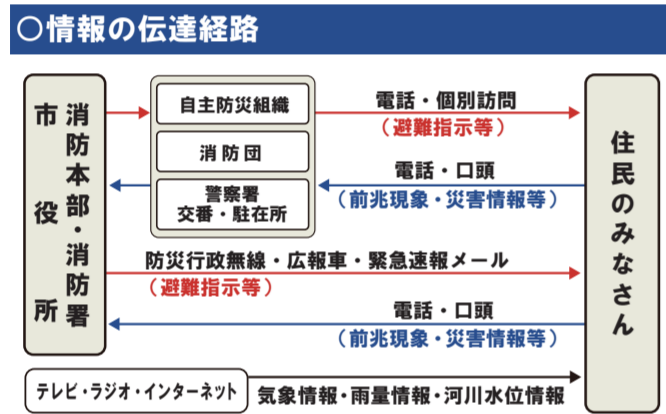 ○情報の伝達経路
市役所
消防本部・消防署
自主防災組織
消防団
警察署
交番・駐在所
電話・個別訪問
（避難指示等）
電話・口頭
（前兆現象・災害情報等）
防災行政無線・広報車・緊急速報メール
（避難指示等）
電話・口頭
（前兆現象・災害情報等）
住民のみなさん
テレビ・ラジオ・インターネット
気象情報・雨量情報・河川水位情報